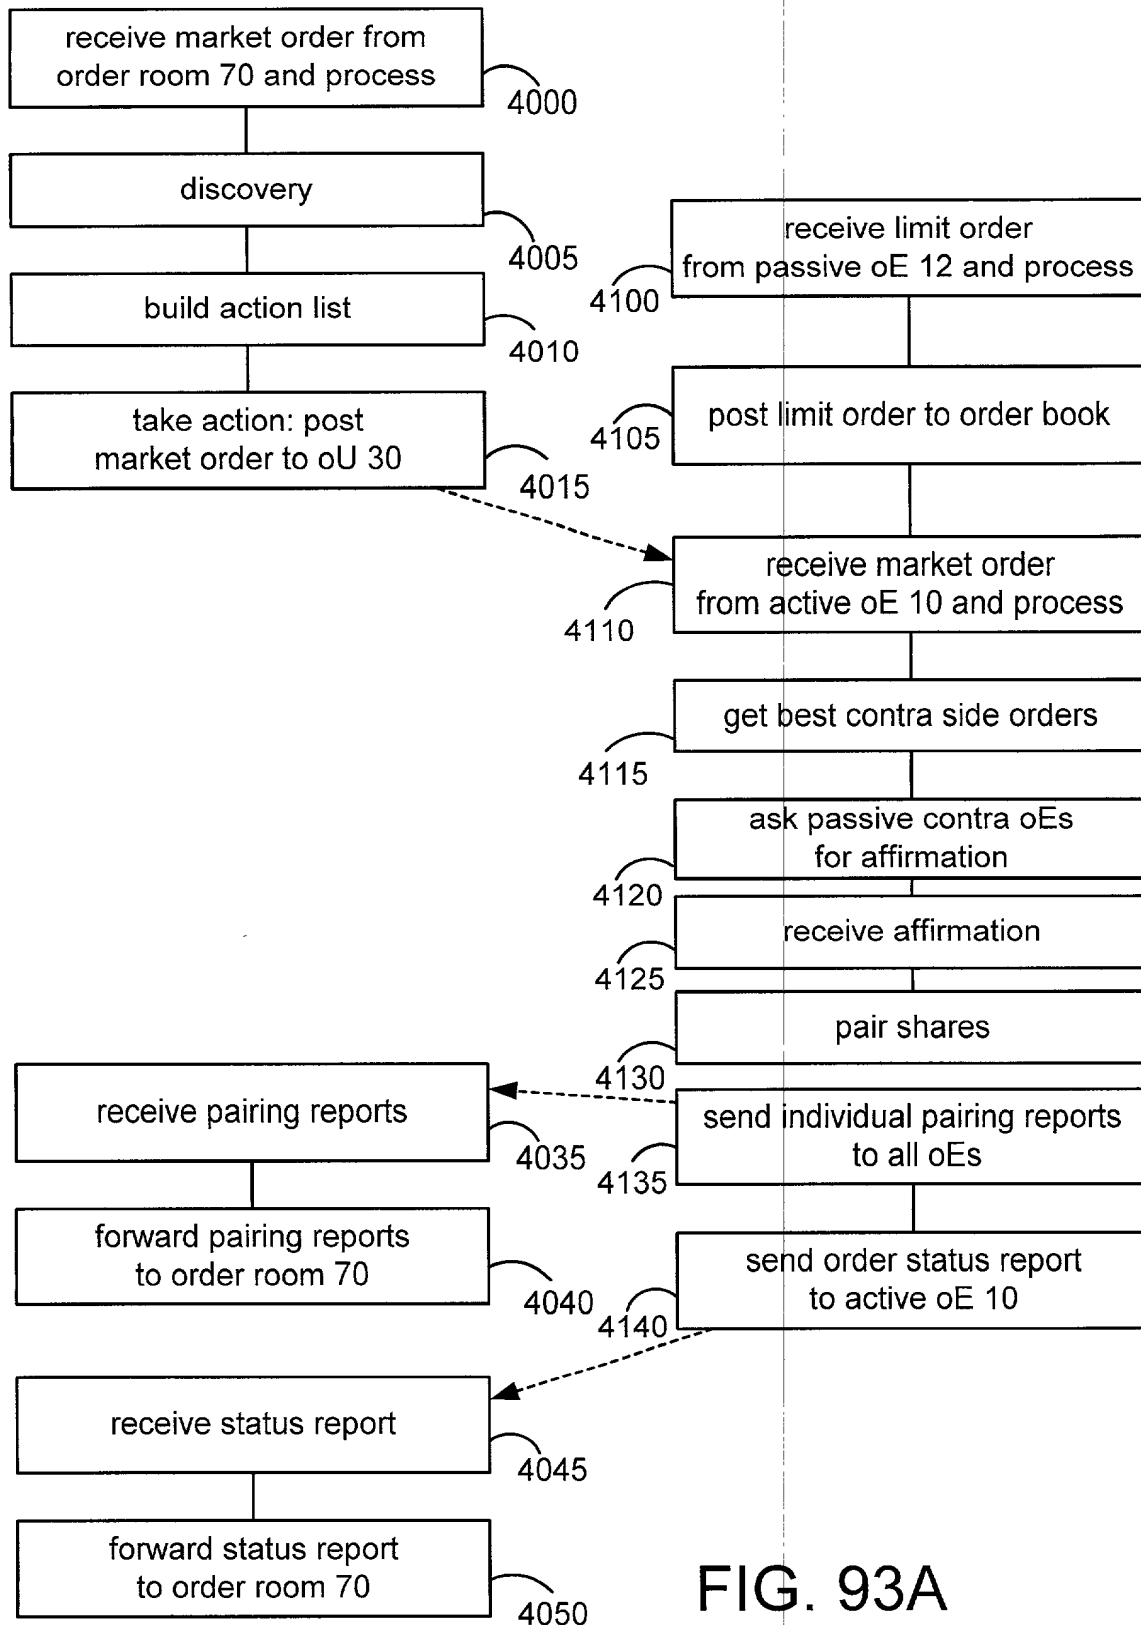 receive market order from
order room 70 and process
4000
discovery
4005
build action list
4010
take action: post
market order to oU 30
4015
receive limit order
from passive oE 12 and process
4100
post limit order to order book
4105
receive market order
from active oE 10 and process
4110
get best contra side orders
4115
ask passive contra oEs
for affirmation
4120
receive affirmation
4125
pair shares
4130
send individual pairing reports
to all oEs
4135
send order status report
to active oE 10
4140
receive pairing reports
4035
forward pairing reports
to order room 70
4040
receive status report
4045
forward status report
to order room 70
4050
FIG. 93A